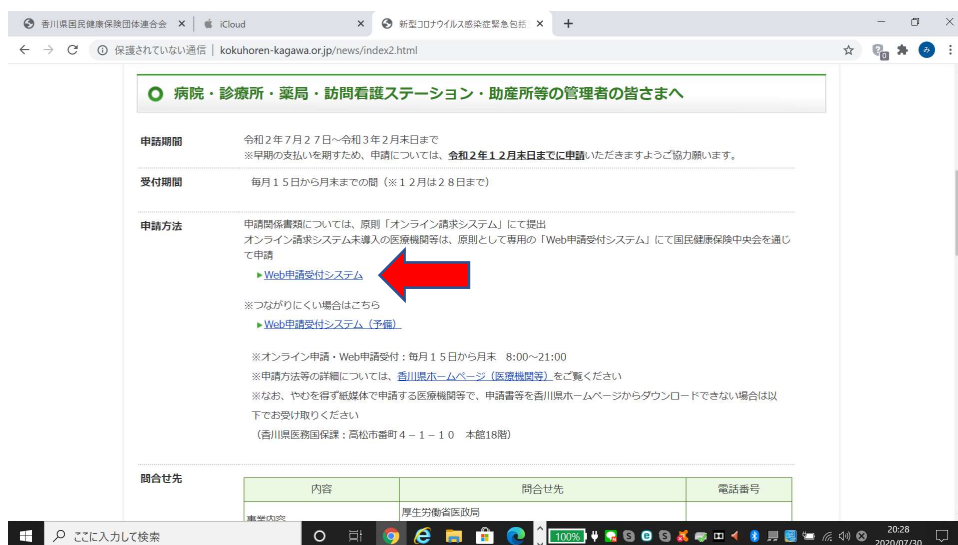 香川県国民健康保険団体連合会
iCloud
新型コロナウイルス感染症緊急包括
保護されていない通信 | kokuhoren-kagawa.or.jp/news/index2.html
病院・診療所・薬局・訪問看護ステーション・助産所等の管理者の皆さまへ
申請期間
令和2年7月27日～令和3年2月末日まで
※早期の支払いを期すため、申請については、令和2年12月末日までに申請いただきますようご協力願います。
受付期間
毎月15日から月末までの間（※12月は28日まで）
申請方法
申請関係書類については、原則「オンライン請求システム」にて提出
オンライン請求システム未導入の医療機関等は、原則として専用の「Web申請受付システム」にて国民健康保険中央会を通じ
て申請
Web申請受付システム
※つながりにくい場合はこちら
Web申請受付システム（予備）
※オンライン申請・Web申請受付：毎月15日から月末 8:00～21:00
※申請方法等の詳細については、香川県ホームページ（医療機関等）をご覧ください
※なお、やむを得ず紙媒体で申請する医療機関等で、申請書等を香川県ホームページからダウンロードできない場合は以
下でお受け取りください
（香川県医務国保課：高松市番町4－1－10 本館18階）
問合せ先
内容 問合せ先 電話番号
事業内容
厚生労働省医政局
ここに入力して検索
100%
20:28
2020/07/30